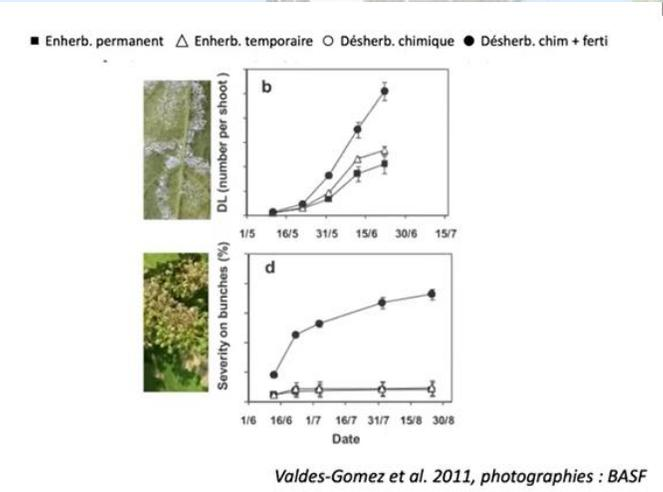 ■ Enherb. permanent △ Enherb. temporaire ○ Désherb. chimique ● Désherb. chim + ferti
b
DL (number per shoot )
1/5 16/5 31/5 15/6 30/6 15/7
d
Severity on bunches (%)
1/6 16/6 1/7 16/7 31/7 15/8 30/8
Date
Valdes-Gomez et al. 2011, photographies : BASF